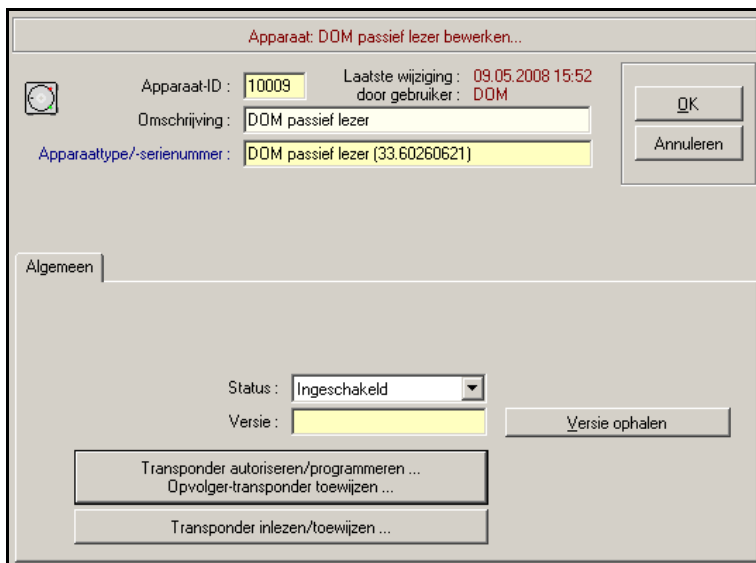 Apparaat: DOM passief lezer bewerken...
Apparaat-ID : 10009 Laatste wijziging : 09.05.2008 15:52
door gebruiker : DOM
Omschrijving : DOM passief lezer
Apparaattype/-serienummer : DOM passief lezer (33.60260621)
OK
Annuleren
Algemeen
Status : Ingeschakeld
Versie : Versie ophalen
Transponder autoriseren/programmeren ...
Opvolger-transponder toewijzen ...
Transponder inlezen/toewijzen ...